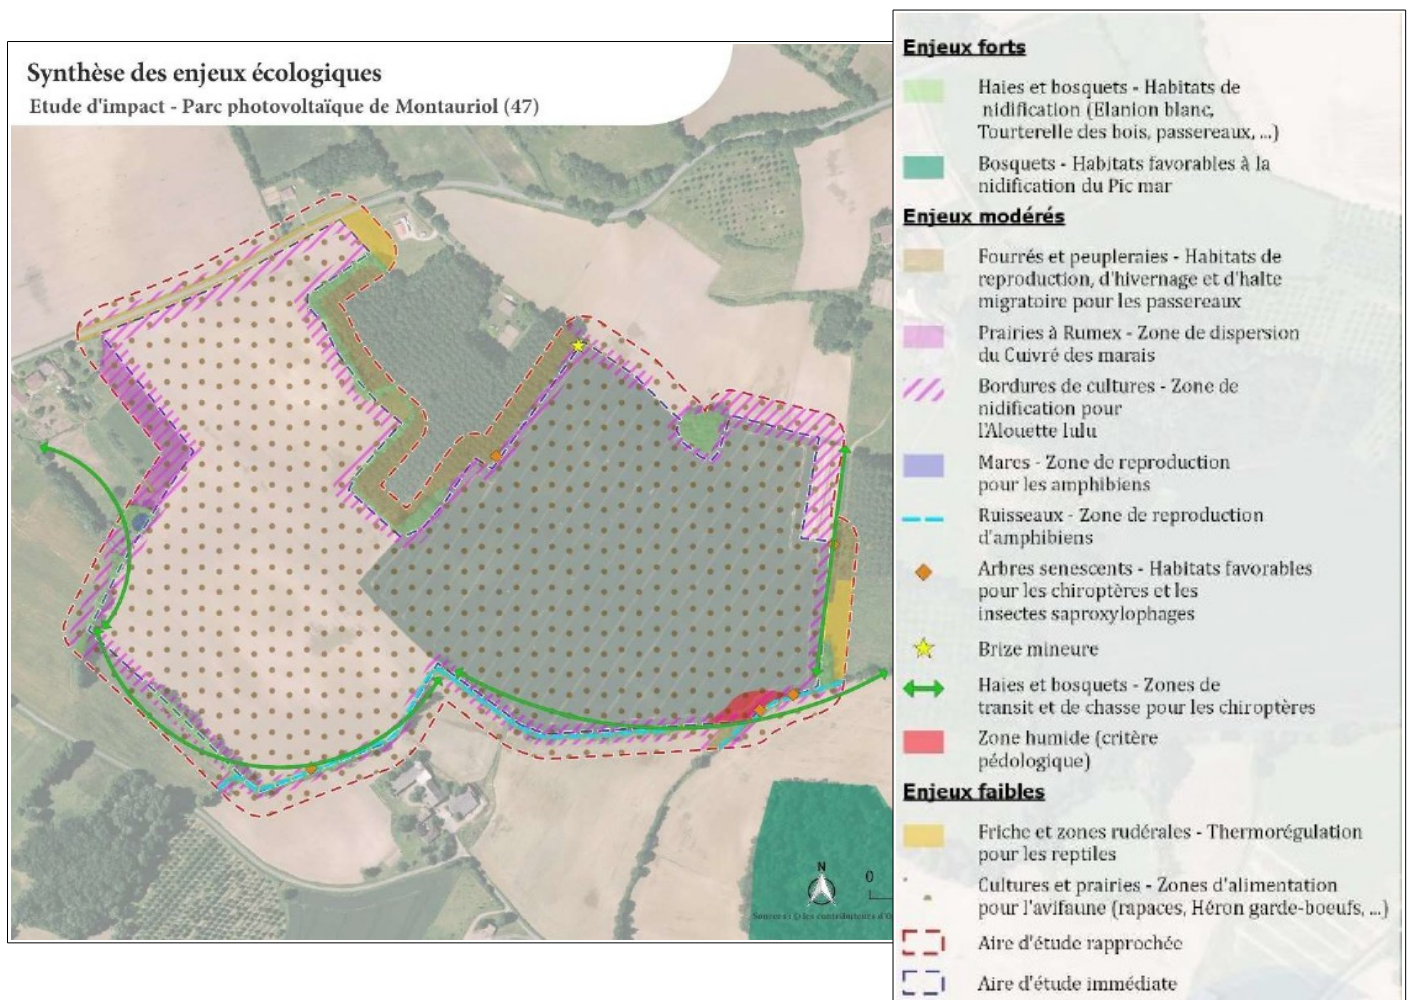 Synthèse des enjeux écologiques
Etude d'impact - Parc photovoltaïque de Montauriol (47)
N
0
Sources : © les contributeurs d'O
Enjeux forts
Haies et bosquets - Habitats de
nidification (Elanion blanc,
Tourterelle des bois, passereaux, ...)
Bosquets - Habitats favorables à la
nidification du Pic mar
Enjeux modérés
Fourrés et peupleraies - Habitats de
reproduction, d'hivernage et d'halte
migratoire pour les passereaux
Prairies à Rumex - Zone de dispersion
du Cuivré des marais
Bordures de cultures - Zone de
nidification pour
l'Alouette lulu
Mares - Zone de reproduction
pour les amphibiens
Ruisseaux - Zone de reproduction
d'amphibiens
Arbres senescents - Habitats favorables
pour les chiroptères et les
insectes saproxylophages
Brize mineure
Haies et bosquets - Zones de
transit et de chasse pour les chiroptères
Zone humide (critère
pédologique)
Enjeux faibles
Friche et zones rudérales - Thermorégulation
pour les reptiles
Cultures et prairies - Zones d'alimentation
pour l'avifaune (rapaces, Héron garde-boeufs, ...)
Aire d'étude rapprochée
Aire d'étude immédiate